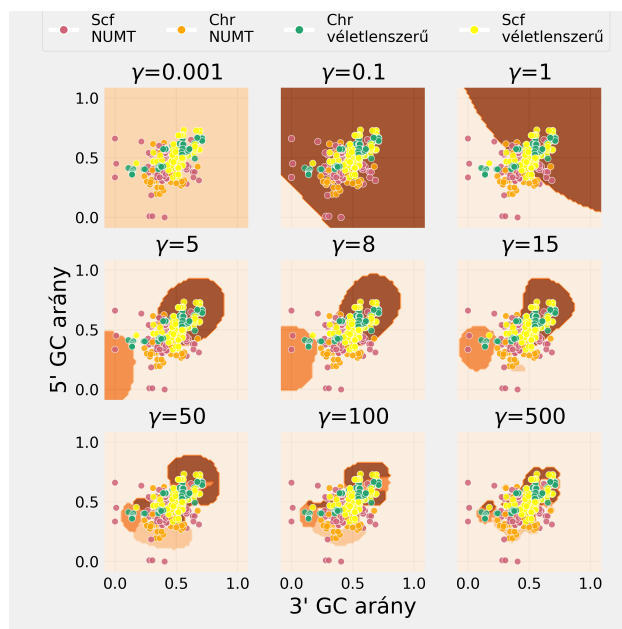 Scf NUMT
Chr NUMT
Chr véletlenszerű
Scf véletlenszerű
γ=0.001
γ=0.1
γ=1
1.0
0.5
0.0
γ=5
γ=8
γ=15
1.0
0.5
0.0
5' GC arány
γ=50
γ=100
γ=500
1.0
0.5
0.0
0.0 0.5 1.0
0.0 0.5 1.0
0.0 0.5 1.0
3' GC arány